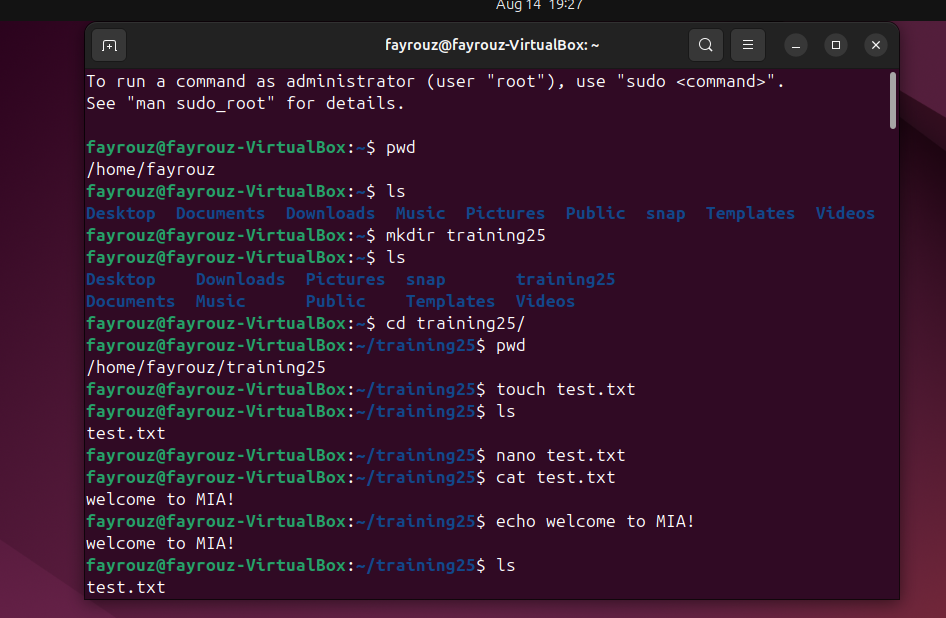 Aug 14 19:27
fayrouz@fayrouz-VirtualBox: ~
To run a command as administrator (user "root"), use "sudo <command>".
See "man sudo_root" for details.
fayrouz@fayrouz-VirtualBox:~$ pwd
/home/fayrouz
fayrouz@fayrouz-VirtualBox:~$ ls
Desktop  Documents  Downloads  Music  Pictures  Public  snap  Templates  Videos
fayrouz@fayrouz-VirtualBox:~$ mkdir training25
fayrouz@fayrouz-VirtualBox:~$ ls
Desktop    Downloads  Pictures  snap       training25
Documents  Music      Public    Templates  Videos
fayrouz@fayrouz-VirtualBox:~$ cd training25/
fayrouz@fayrouz-VirtualBox:~/training25$ pwd
/home/fayrouz/training25
fayrouz@fayrouz-VirtualBox:~/training25$ touch test.txt
fayrouz@fayrouz-VirtualBox:~/training25$ ls
test.txt
fayrouz@fayrouz-VirtualBox:~/training25$ nano test.txt
fayrouz@fayrouz-VirtualBox:~/training25$ cat test.txt
welcome to MIA!
fayrouz@fayrouz-VirtualBox:~/training25$ echo welcome to MIA!
welcome to MIA!
fayrouz@fayrouz-VirtualBox:~/training25$ ls
test.txt